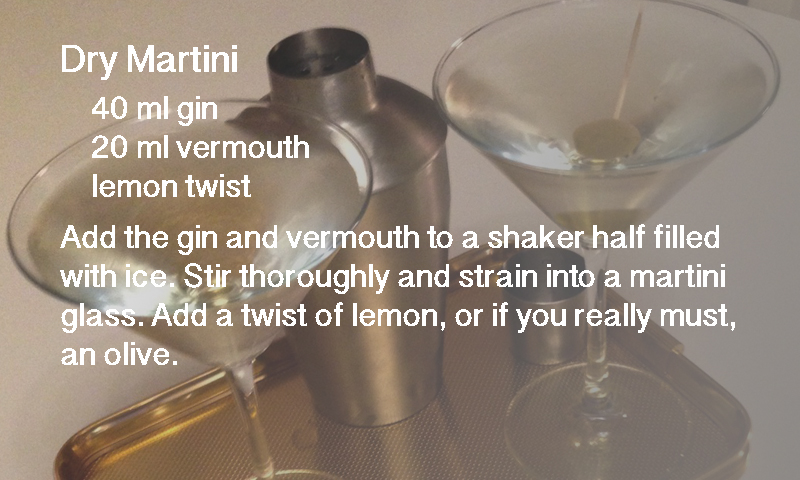 Dry Martini
40 ml gin
20 ml vermouth
lemon twist
Add the gin and vermouth to a shaker half filled
with ice. Stir thoroughly and strain into a martini
glass. Add a twist of lemon, or if you really must,
an olive.